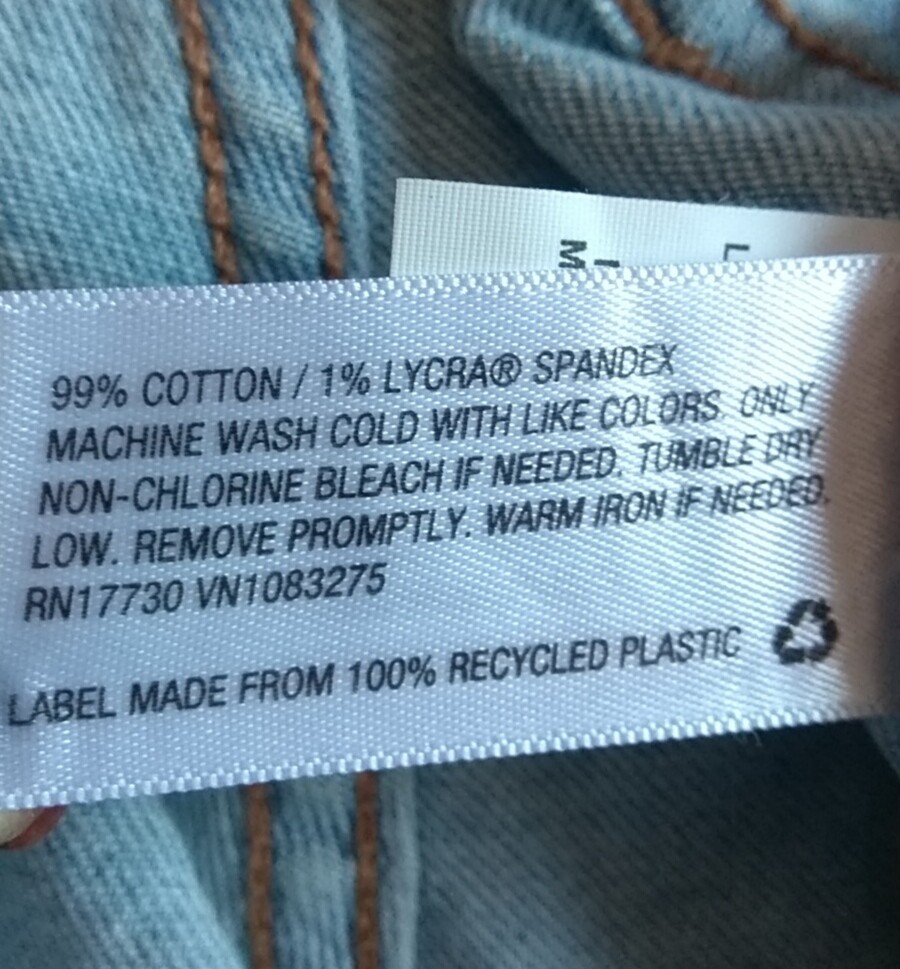 L
M
99% COTTON / 1% LYCRA® SPANDEX
MACHINE WASH COLD WITH LIKE COLORS. ONLY
NON-CHLORINE BLEACH IF NEEDED. TUMBLE DRY
LOW. REMOVE PROMPTLY. WARM IRON IF NEEDED.
RN17730 VN1083275
LABEL MADE FROM 100% RECYCLED PLASTIC